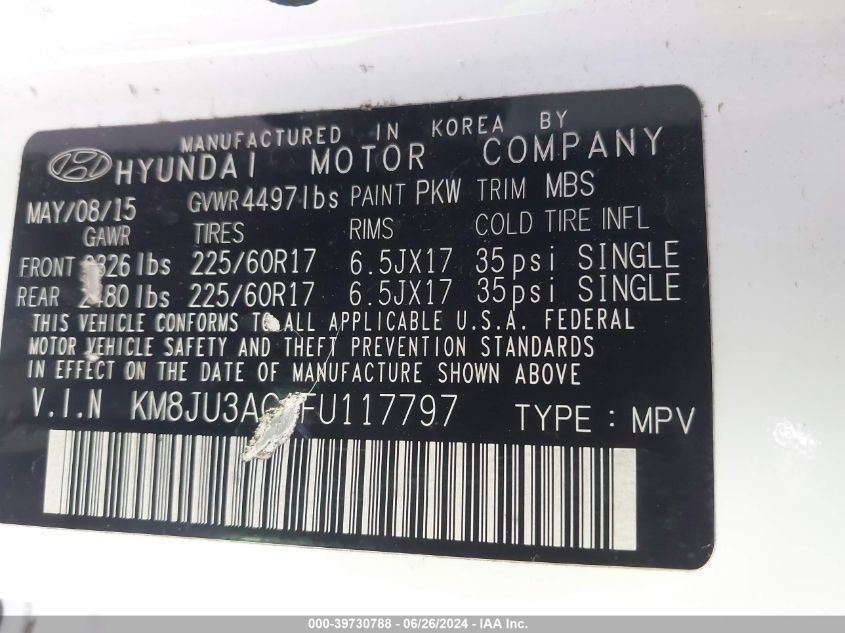 MANUFACTURED IN KOREA BY
HYUNDAI MOTOR COMPANY
MAY/08/15 GVWR 4497lbs PAINT PKW TRIM MBS
GAWR TIRES RIMS COLD TIRE INFL
FRONT lbs 225/60R17 6.5JX17 35psi SINGLE
REAR lbs 225/60R17 6.5JX17 35psi SINGLE
THIS VEHICLE CONFORMS TO ALL APPLICABLE U.S.A. FEDERAL
MOTOR VEHICLE SAFETY AND THEFT PREVENTION STANDARDS
IN EFFECT ON THE DATE OF MANUFACTURE SHOWN ABOVE
V.I.N TYPE : MPV
000-39730788 - 06/26/2024 - IAA Inc.